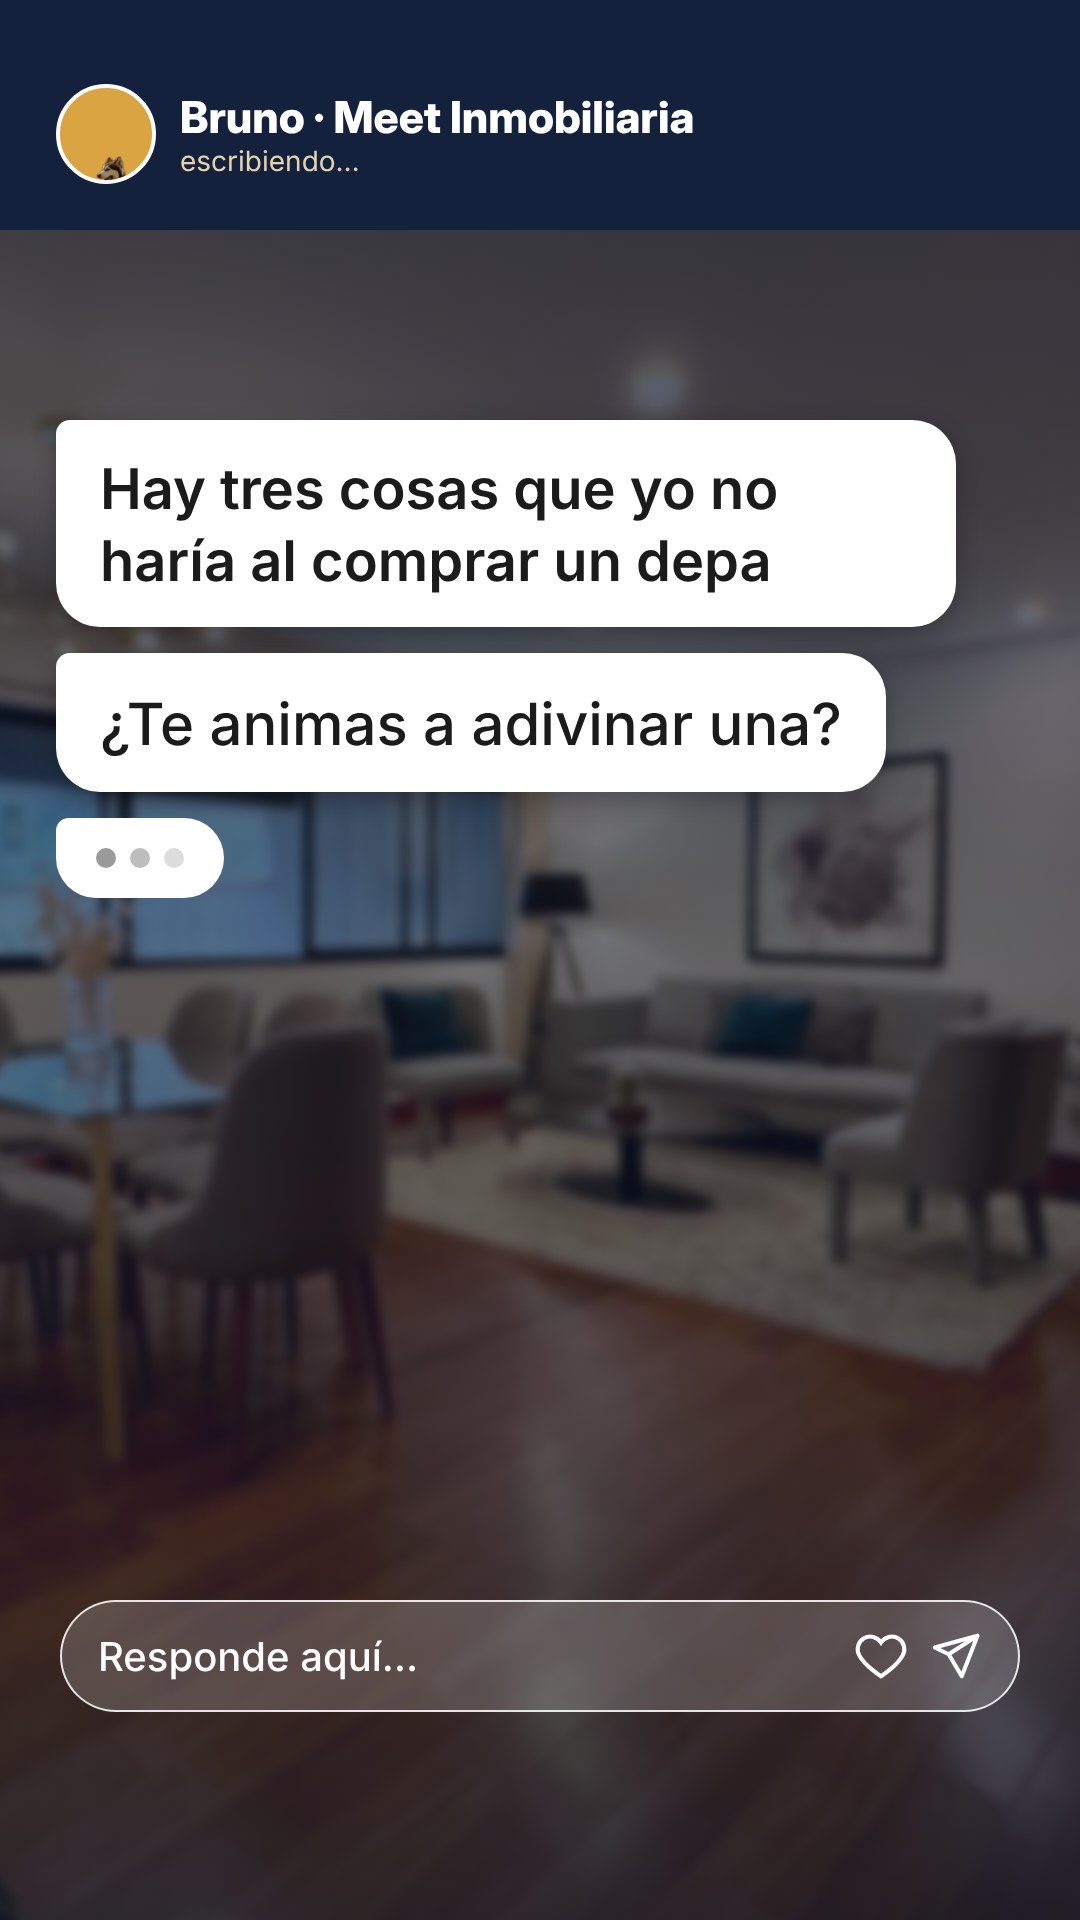 Bruno · Meet Inmobiliaria
escribiendo...
Hay tres cosas que yo no
haría al comprar un depa
¿Te animas a adivinar una?
Responde aquí...